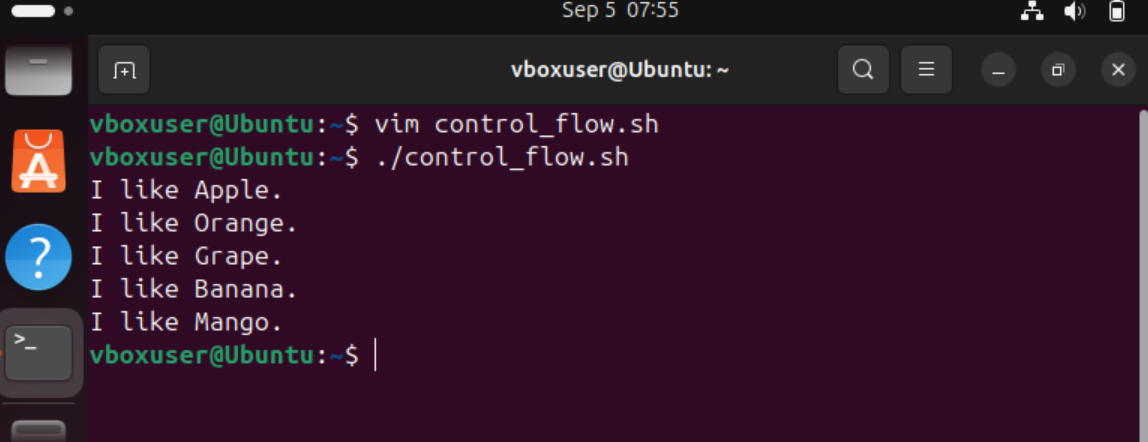 Sep 5 07:55
vboxuser@Ubuntu: ~
vboxuser@Ubuntu:~$ vim control_flow.sh
vboxuser@Ubuntu:~$ ./control_flow.sh
I like Apple.
I like Orange.
I like Grape.
I like Banana.
I like Mango.
vboxuser@Ubuntu:~$